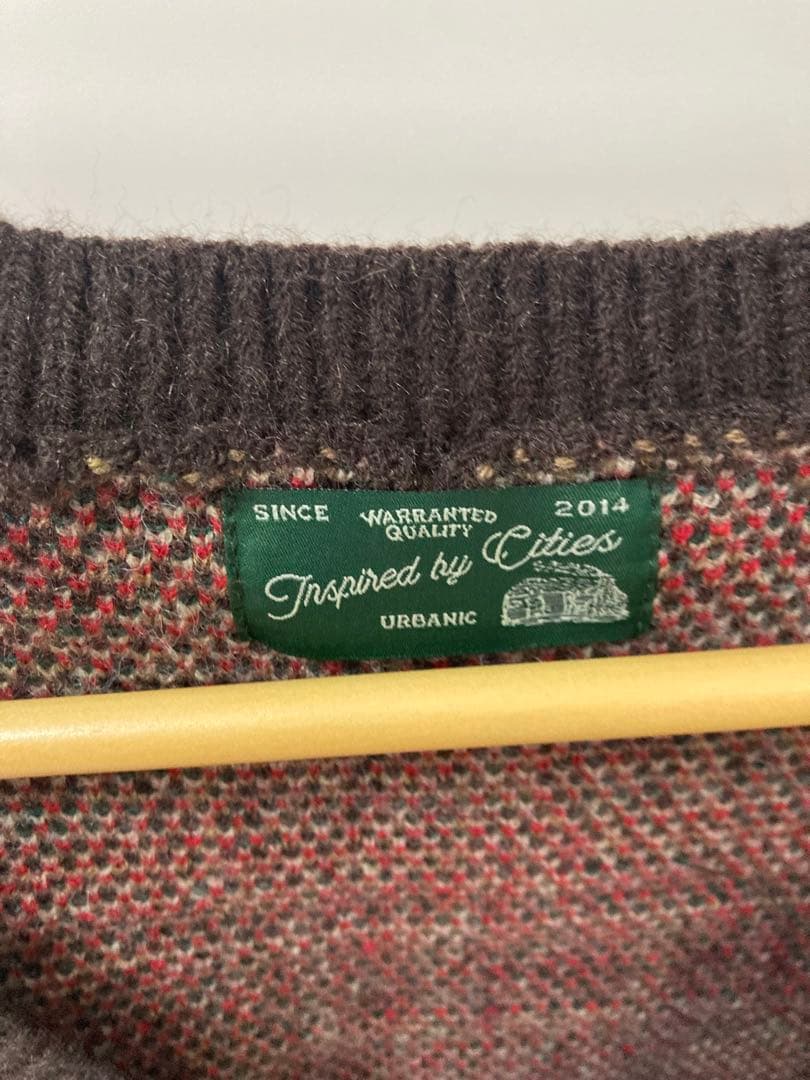 SINCE 2014
WARRANTED
QUALITY
Inspired by Cities
URBANIC